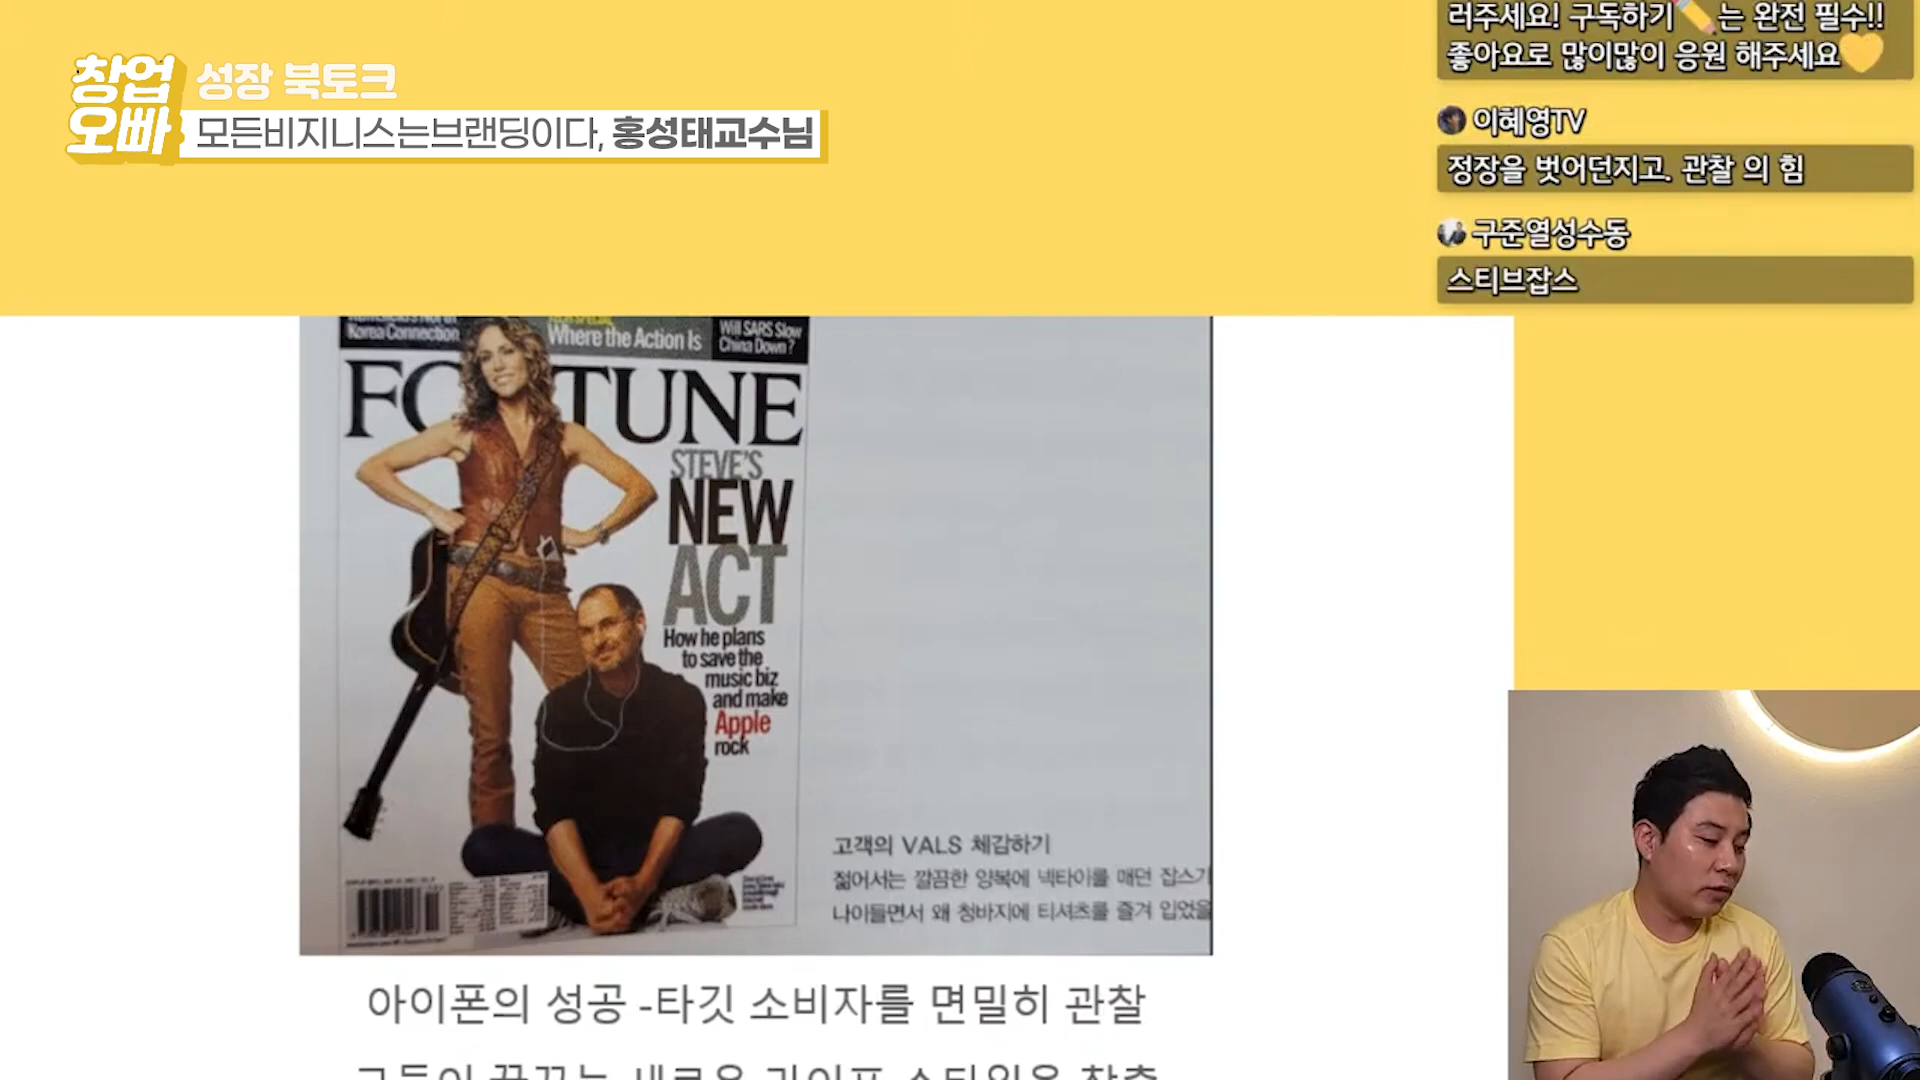 창업
오빠
성장 북토크
모든비지니스는브랜딩이다, 홍성태교수님
러주세요! 구독하기는 완전 필수!!
좋아요로 많이많이 응원 해주세요
이혜영TV
정장을 벗어던지고. 관찰 의 힘
구준열성수동
스티브잡스
Korea Connection
Where the Action Is
Will SARS Slow
China Down?
FORTUNE
STEVE'S
NEW
ACT
How he plans
to save the
music biz
and make
Apple
rock
고객의 VALS 체감하기
젊어서는 깔끔한 양복에 넥타이를 매던 잡스가
나이들면서 왜 청바지에 티셔츠를 즐겨 입었을
아이폰의 성공 -타깃 소비자를 면밀히 관찰